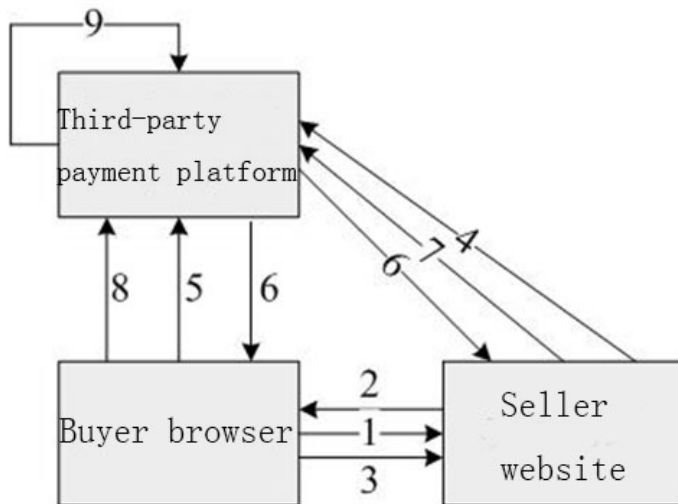 9
Third-party
payment platform
4
7
6
8
5
6
2
Buyer browser
1
3
Seller
website